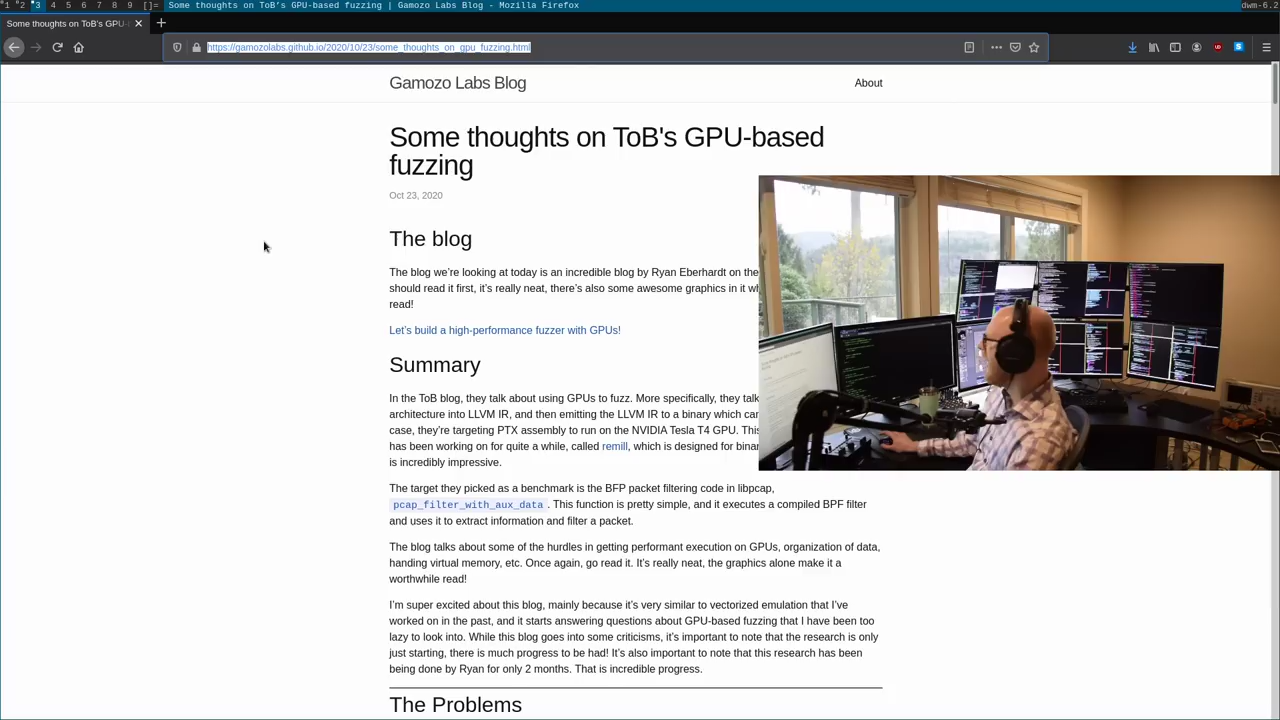 1 2 3 4 5 6 7 8 9 []= Some thoughts on ToB's GPU-based fuzzing | Gamozo Labs Blog - Mozilla Firefox dwm-6.2
Some thoughts on ToB's GPU-
https://gamozolabs.github.io/2020/10/23/some_thoughts_on_gpu_fuzzing.html
Gamozo Labs Blog About
Some thoughts on ToB's GPU-based
fuzzing
Oct 23, 2020
The blog
The blog we're looking at today is an incredible blog by Ryan Eberhardt on the
should read it first, it's really neat, there's also some awesome graphics in it
read!
Let's build a high-performance fuzzer with GPUs!
Summary
In the ToB blog, they talk about using GPUs to fuzz. More specifically, they talk
architecture into LLVM IR, and then emitting the LLVM IR to a binary which
case, they're targeting PTX assembly to run on the NVIDIA Tesla T4 GPU.
has been working on for quite a while, called remill, which is designed for
is incredibly impressive.
The target they picked as a benchmark is the BFP packet filtering code in libpcap,
pcap_filter_with_aux_data . This function is pretty simple, and it executes a compiled BPF filter
and uses it to extract information and filter a packet.
The blog talks about some of the hurdles in getting performant execution on GPUs, organization of data,
handing virtual memory, etc. Once again, go read it. It's really neat, the graphics alone make it a
worthwhile read!
I'm super excited about this blog, mainly because it's very similar to vectorized emulation that I've
worked on in the past, and it starts answering questions about GPU-based fuzzing that I have been too
lazy to look into. While this blog goes into some criticisms, it's important to note that the research is only
just starting, there is much progress to be had! It's also important to note that this research has been
being done by Ryan for only 2 months. That is incredible progress.
The Problems